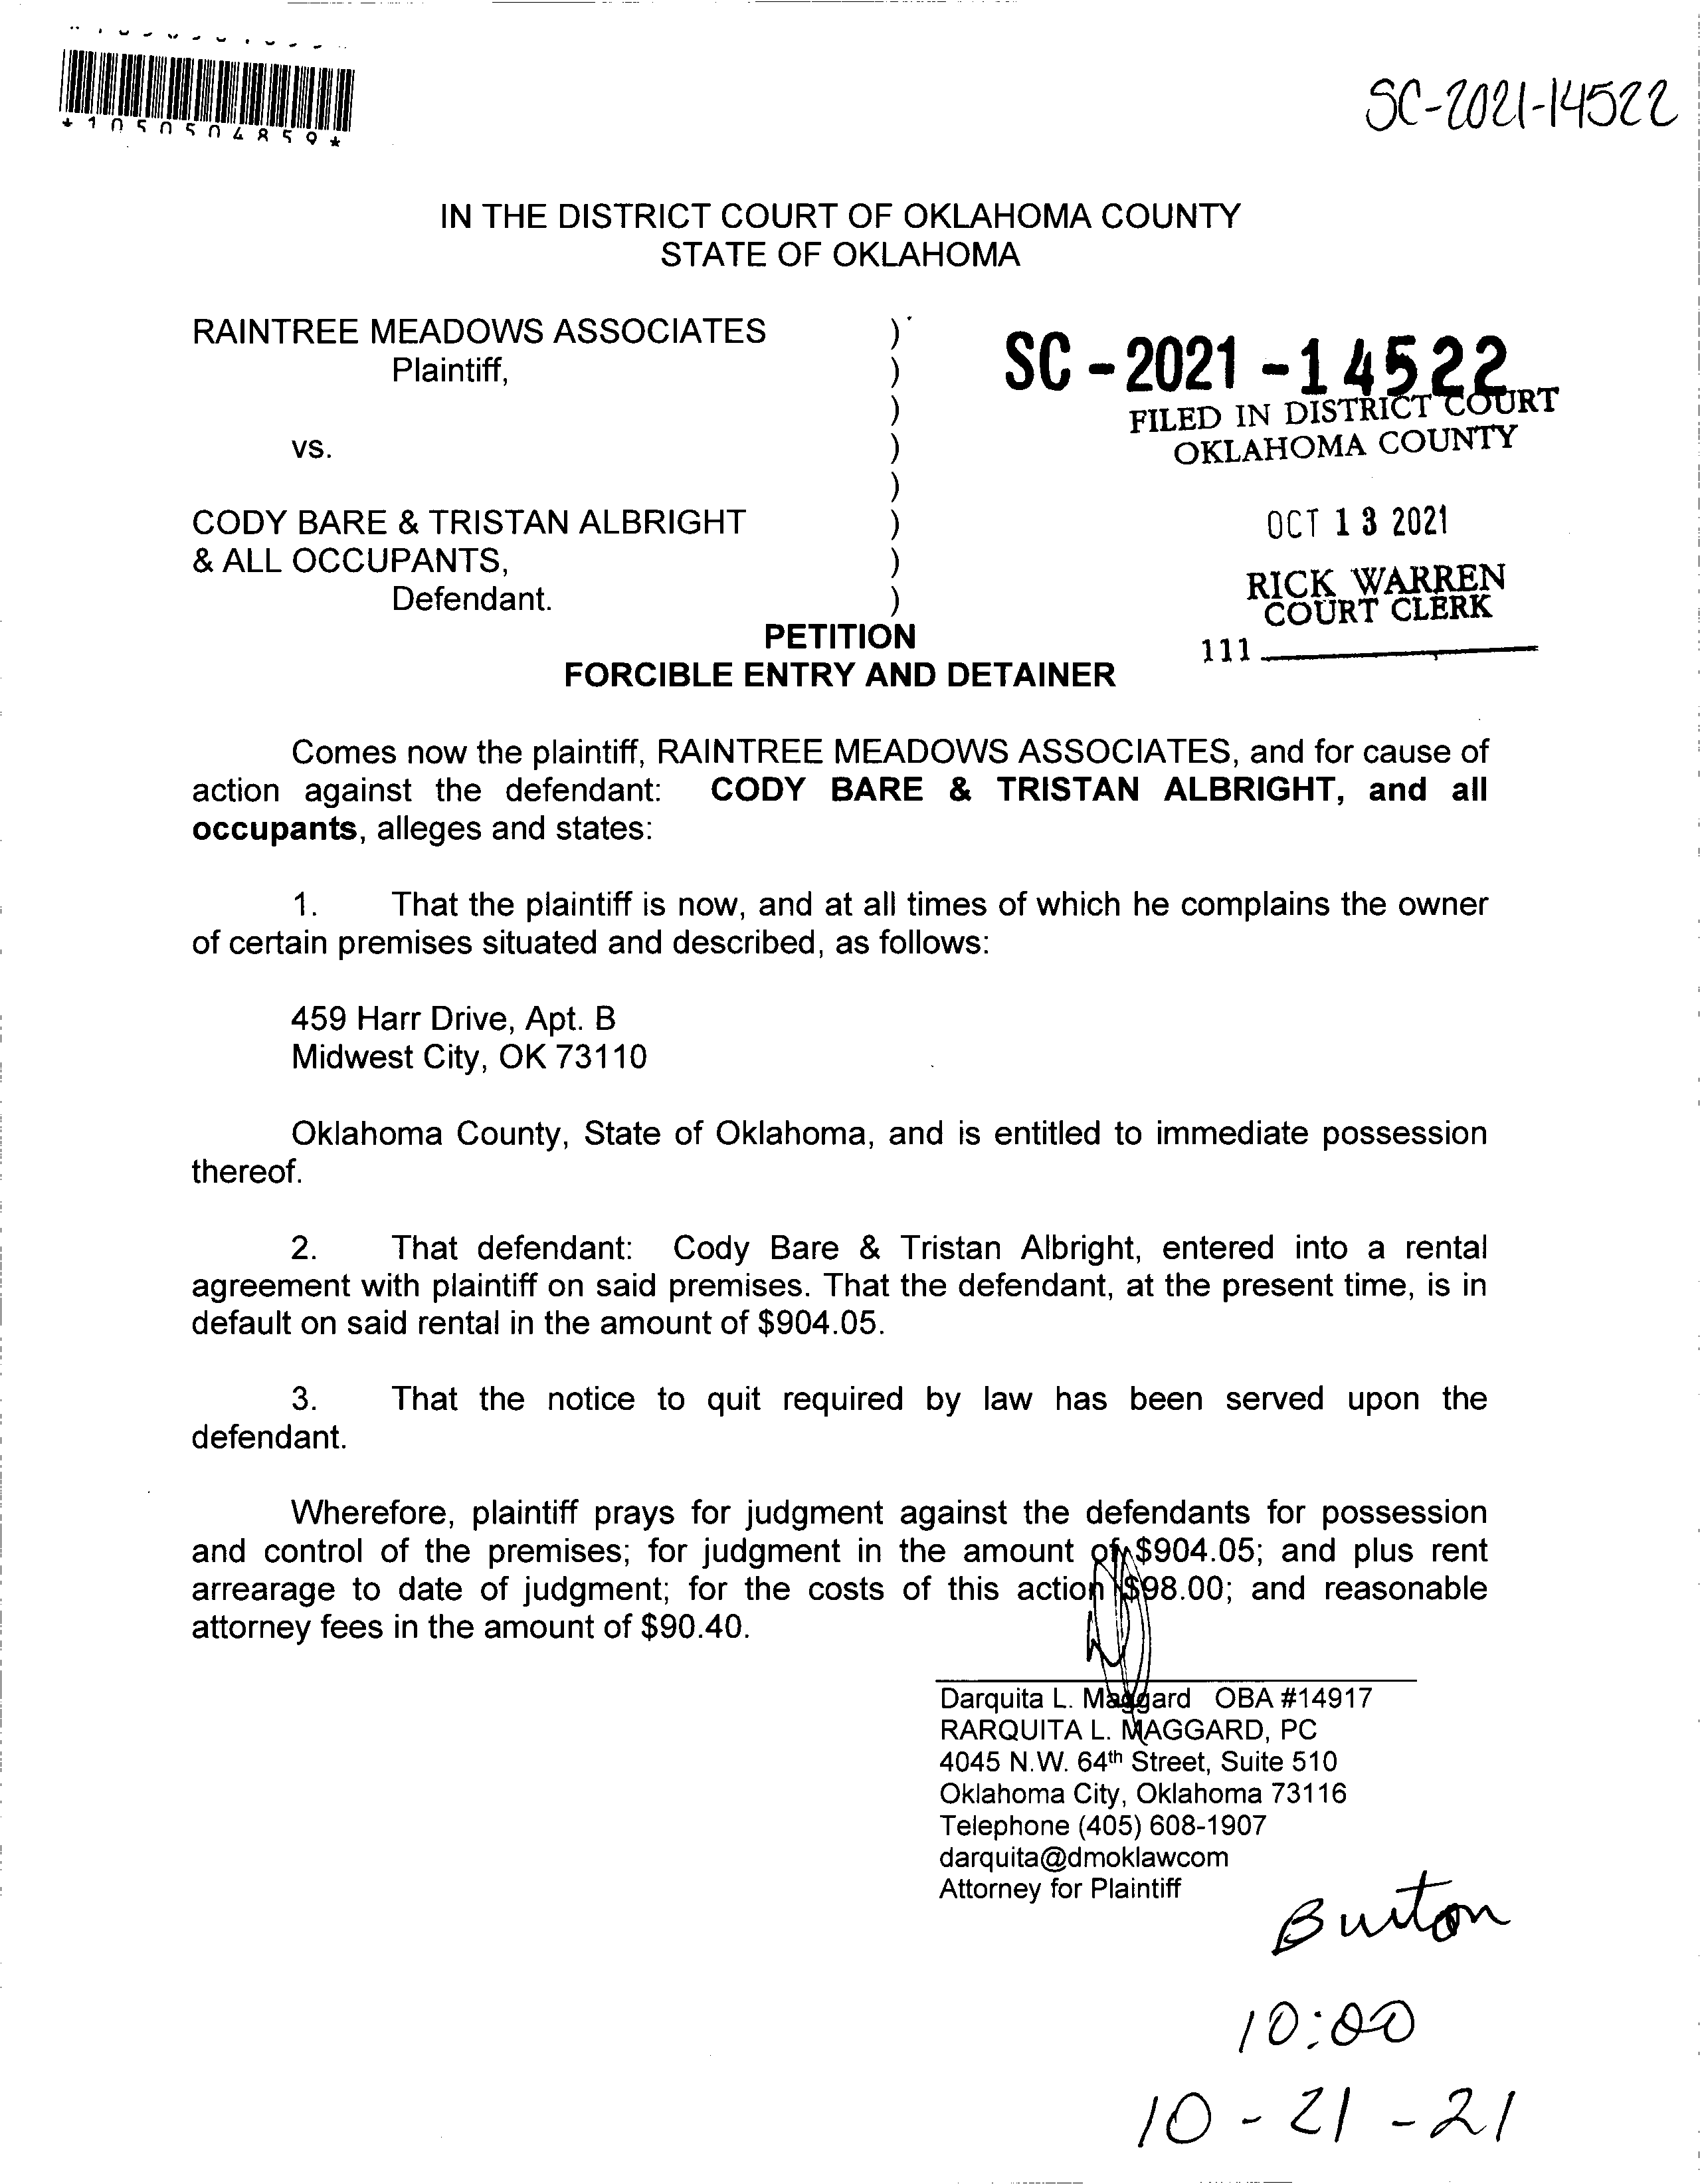 *1050504859*
SC-2021-14522
IN THE DISTRICT COURT OF OKLAHOMA COUNTY
STATE OF OKLAHOMA
RAINTREE MEADOWS ASSOCIATES )
Plaintiff, )
)
vs. )
)
CODY BARE & TRISTAN ALBRIGHT )
& ALL OCCUPANTS, )
Defendant. )
SC-2021-14522
FILED IN DISTRICT COURT
OKLAHOMA COUNTY
OCT 13 2021
RICK WARREN
COURT CLERK
111
PETITION
FORCIBLE ENTRY AND DETAINER
Comes now the plaintiff, RAINTREE MEADOWS ASSOCIATES, and for cause of
action against the defendant: CODY BARE & TRISTAN ALBRIGHT, and all
occupants, alleges and states:
1. That the plaintiff is now, and at all times of which he complains the owner
of certain premises situated and described, as follows:
459 Harr Drive, Apt. B
Midwest City, OK 73110
Oklahoma County, State of Oklahoma, and is entitled to immediate possession
thereof.
2. That defendant: Cody Bare & Tristan Albright, entered into a rental
agreement with plaintiff on said premises. That the defendant, at the present time, is in
default on said rental in the amount of $904.05.
3. That the notice to quit required by law has been served upon the
defendant.
Wherefore, plaintiff prays for judgment against the defendants for possession
and control of the premises; for judgment in the amount of $904.05; and plus rent
arrearage to date of judgment; for the costs of this action $98.00; and reasonable
attorney fees in the amount of $90.40.
Darquita L. Maggard OBA #14917
RARQUITA L. MAGGARD, PC
4045 N.W. 64th Street, Suite 510
Oklahoma City, Oklahoma 73116
Telephone (405) 608-1907
darquita@dmoklawcom
Attorney for Plaintiff
Burton
10:00
10-21-21